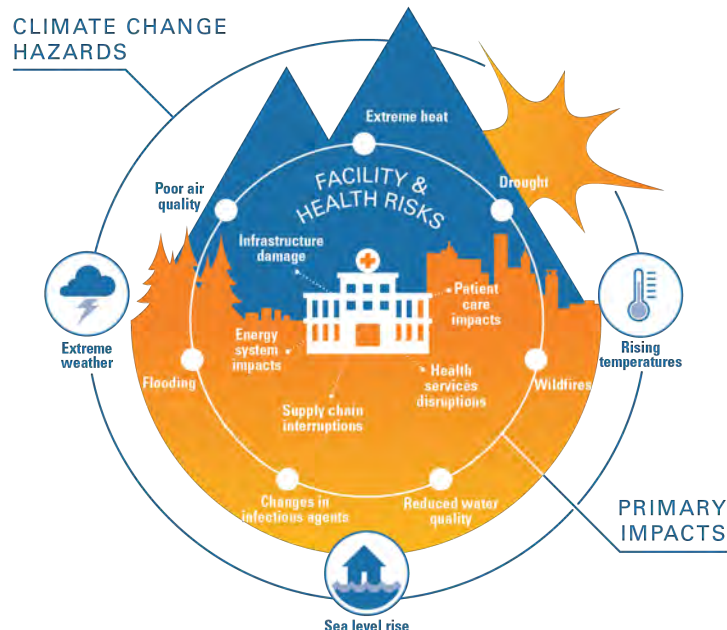 CLIMATE CHANGE
HAZARDS
Extreme heat
FACILITY &
HEALTH RISKS
Drought
Poor air
quality
Infrastructure
damage
Patient
care
impacts
Extreme
weather
Energy
system
impacts
Rising
temperatures
Flooding
Health
services
disruptions
Wildfires
Supply chain
interruptions
Changes in
infectious agents
Reduced water
quality
PRIMARY
IMPACTS
Sea level rise